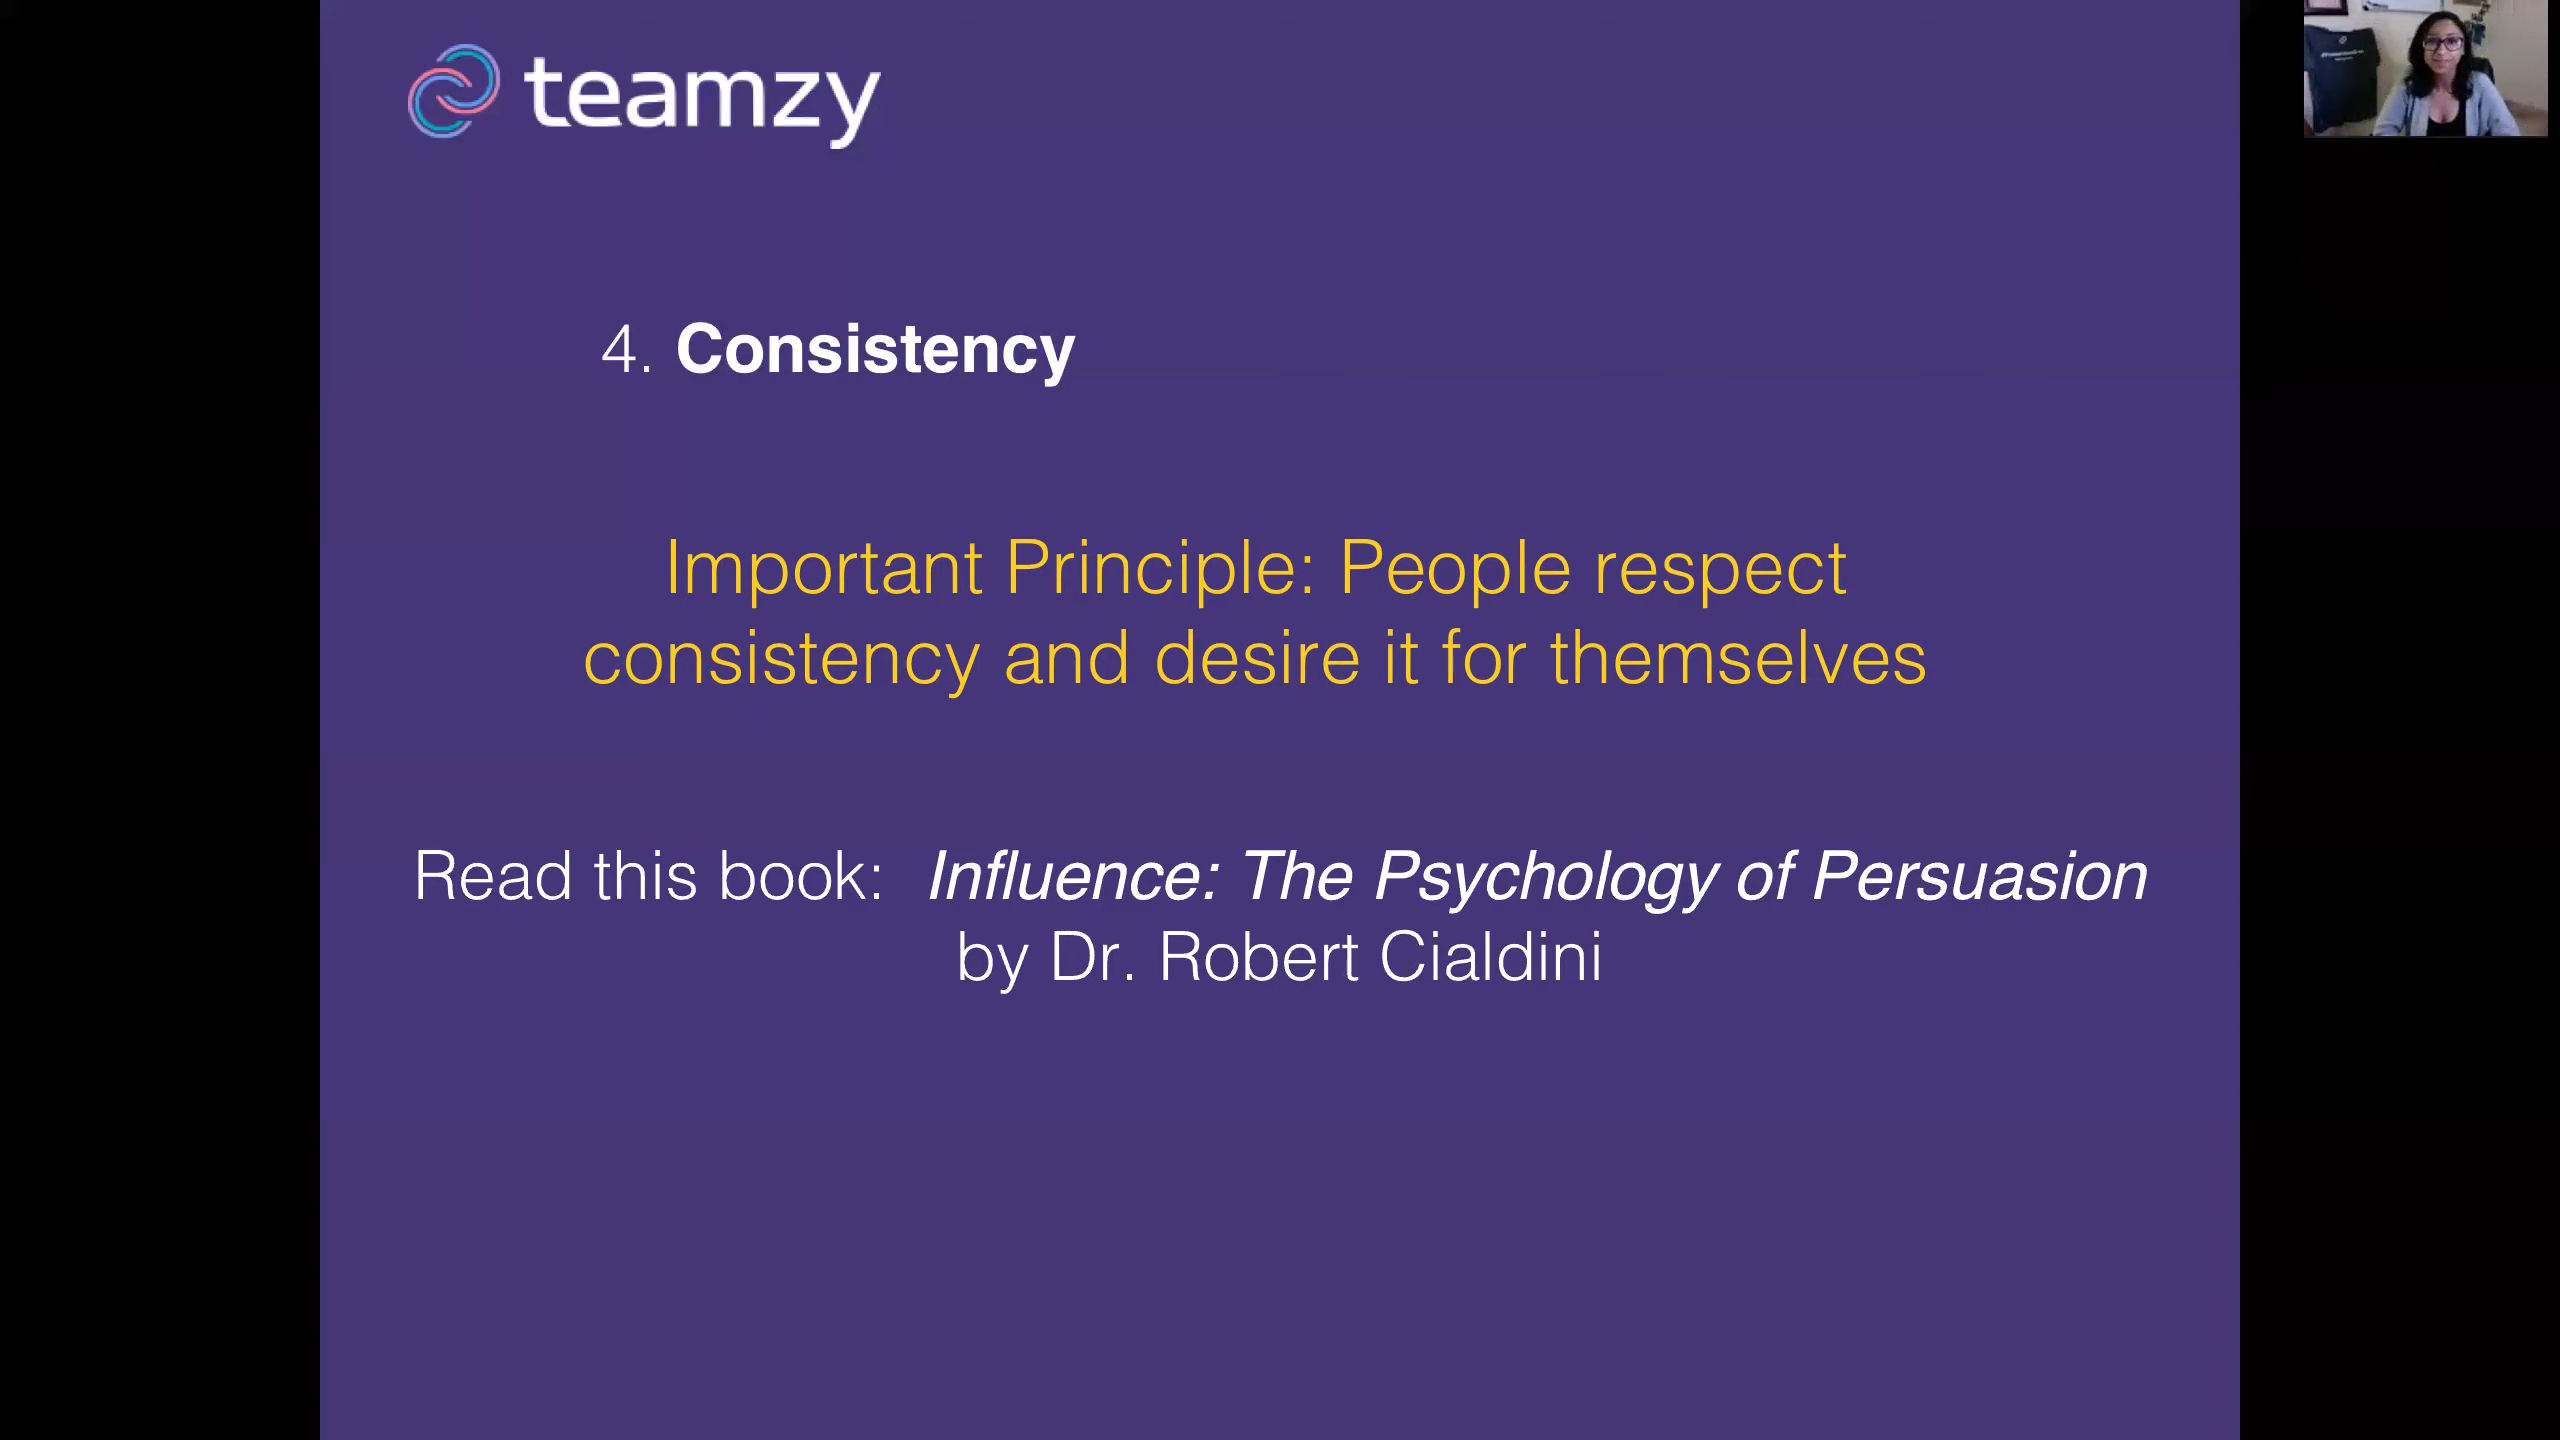 teamzy
4. Consistency
Important Principle: People respect
consistency and desire it for themselves
Read this book: Influence: The Psychology of Persuasion
by Dr. Robert Cialdini